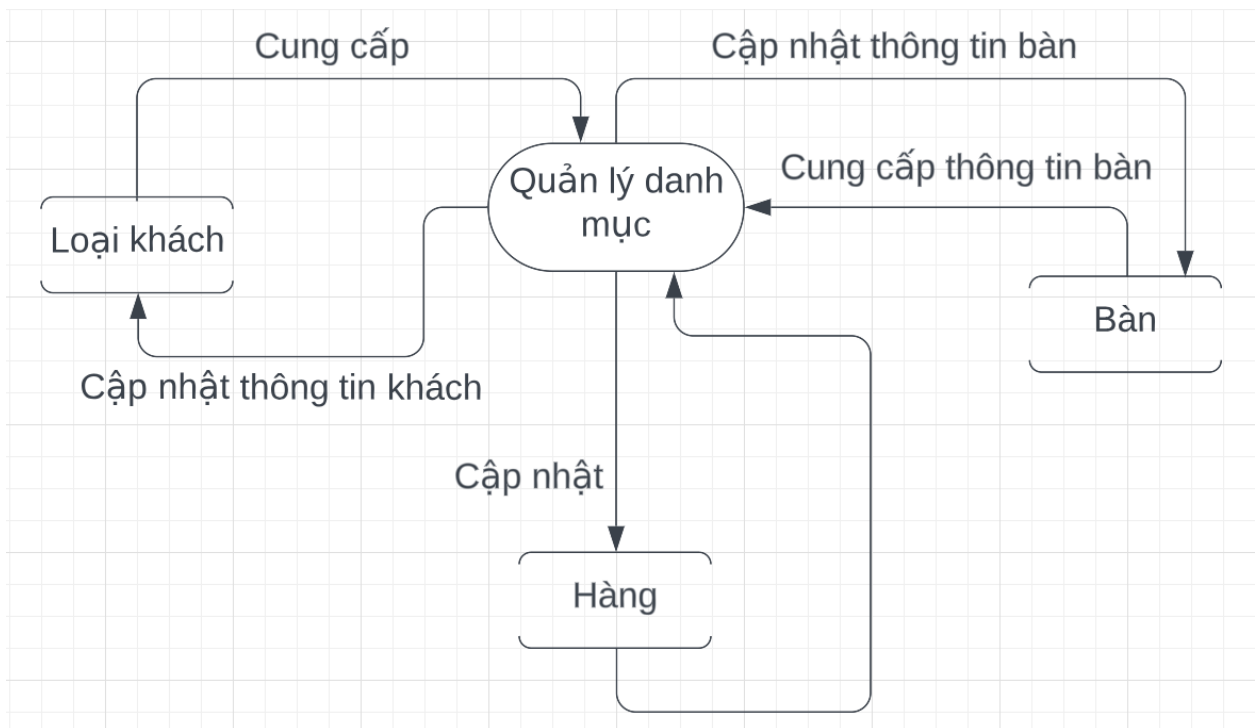 Cung cấp
Cập nhật thông tin bàn
Cung cấp thông tin bàn
Quản lý danh
mục
Loại khách
Bàn
Cập nhật thông tin khách
Cập nhật
Hàng